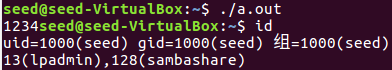 seed@seed-VirtualBox:~$ ./a.out
1234seed@seed-VirtualBox:~$ id
uid=1000(seed) gid=1000(seed) 组=1000(seed)
13(lpadmin),128(sambashare)